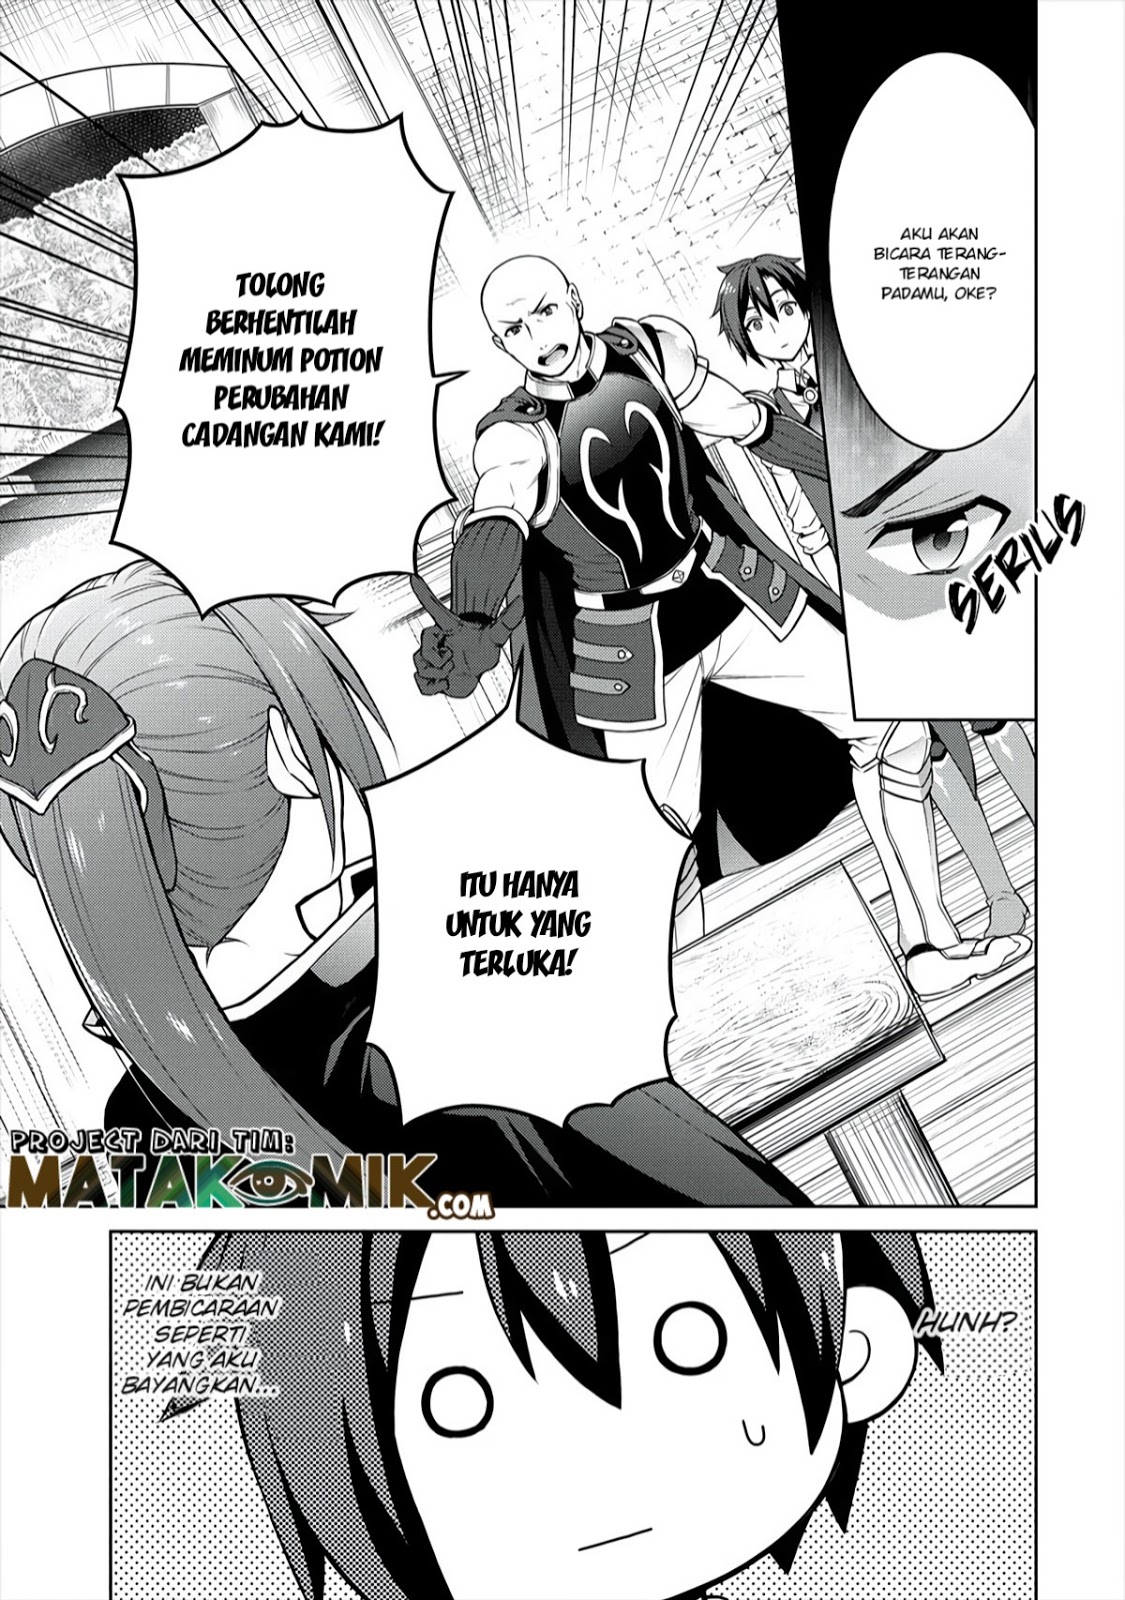 AKU AKAN
BICARA TERANG-
TERANGAN
PADAMU, OKE?
SERIUS
TOLONG
BERHENTILAH
MEMINUM POTION
PERUBAHAN
CADANGAN KAMI!
ITU HANYA
UNTUK YANG
TERLUKA!
PROJECT DARI TIM:
MATAKOMIK
.COM
HUNH?
INI BUKAN
PEMBICARAAN
SEPERTI
YANG AKU
BAYANGKAN...